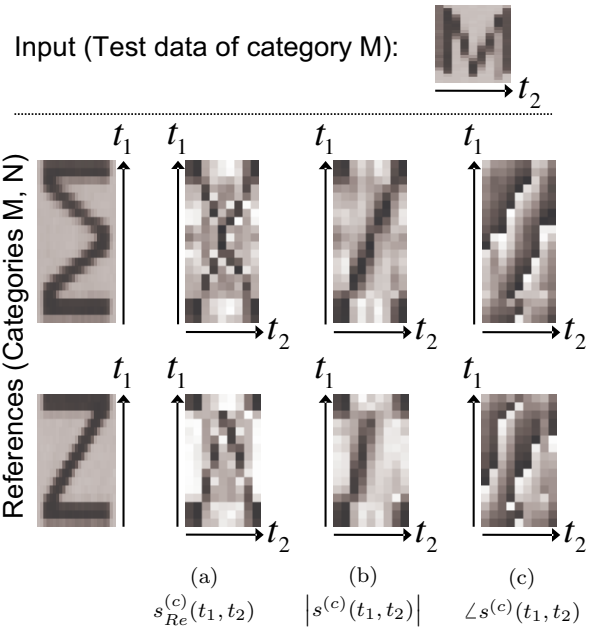 Input (Test data of category M):
M
t₂
References (Categories M, N)
t₁ t₁ t₁ t₁
M
t₂ t₂ t₂
t₁ t₁ t₁ t₁
N
t₂ t₂ t₂
(a) (b) (c)
s_{Re}^{(c)}(t₁, t₂) |s^{(c)}(t₁, t₂)| ∠s^{(c)}(t₁, t₂)